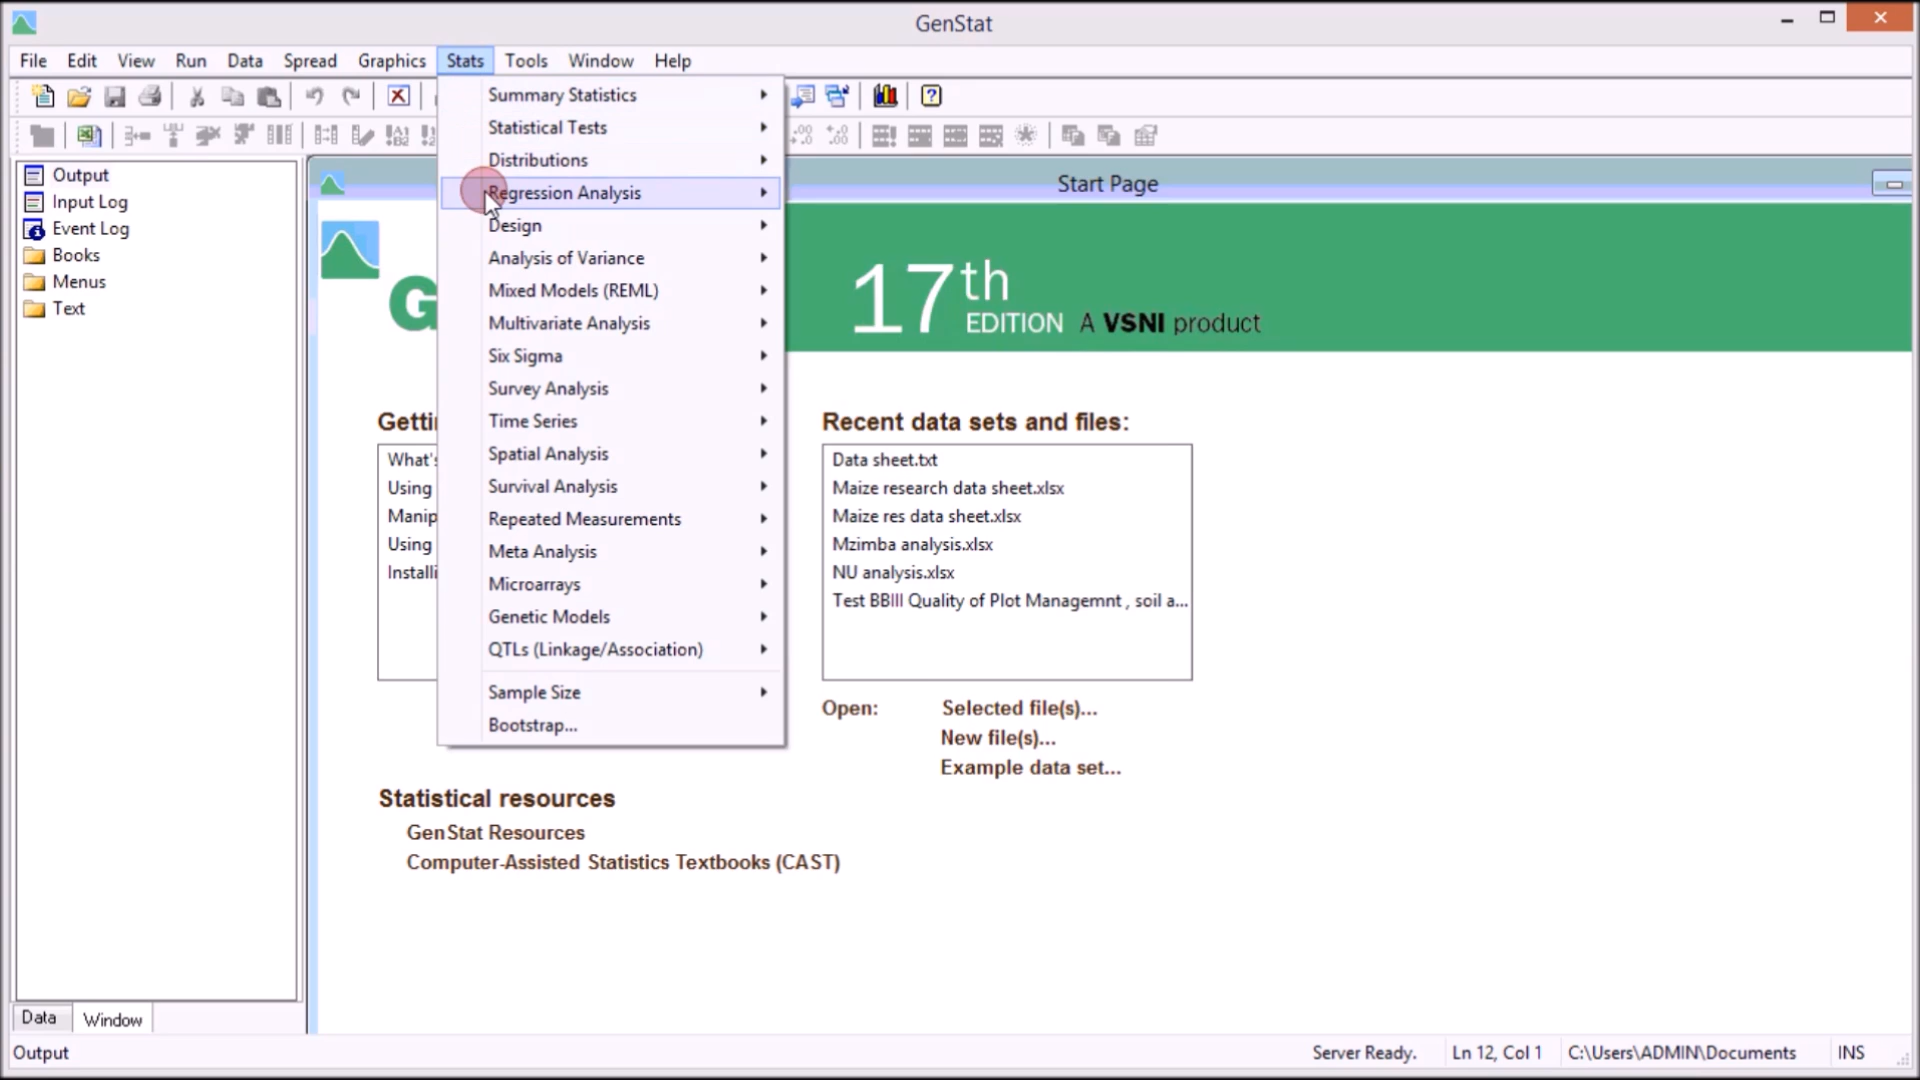 GenStat
File Edit View Run Data Spread Graphics Stats Tools Window Help
Output
Input Log
Event Log
Books
Menus
Text
Data
Window
Summary Statistics
Statistical Tests
Distributions
Regression Analysis
Design
Analysis of Variance
Mixed Models (REML)
Multivariate Analysis
Six Sigma
Survey Analysis
Time Series
Spatial Analysis
Survival Analysis
Repeated Measurements
Meta Analysis
Microarrays
Genetic Models
QTLs (Linkage/Association)
Sample Size
Bootstrap...
Start Page
G
17th
EDITION A VSNI product
Getti
What's
Using
Manip
Using
Installi
Recent data sets and files:
Data sheet.txt
Maize research data sheet.xlsx
Maize res data sheet.xlsx
Mzimba analysis.xlsx
NU analysis.xlsx
Test BBIII Quality of Plot Managemnt , soil a...
Open: Selected file(s)...
New file(s)...
Example data set...
Statistical resources
GenStat Resources
Computer-Assisted Statistics Textbooks (CAST)
Output Server Ready. Ln 12, Col 1 C:\Users\ADMIN\Documents INS